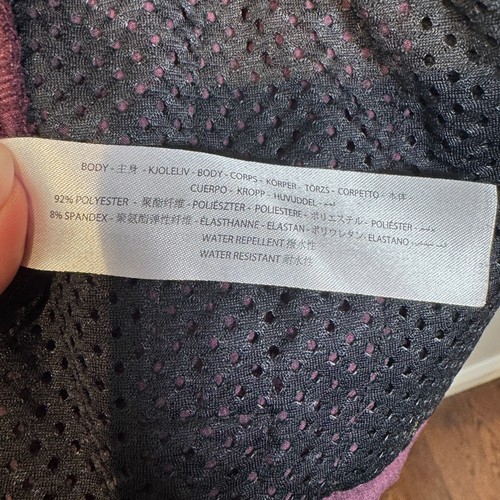 BODY - 主身 - KJOLELIV - BODY - CORPS - KÖRPER - TÖRZS - CORPETTO - 本体
CUERPO - KROPP - HUVUDDEL -
92% POLYESTER - 聚酯纤维 - POLIÉSZTER - POLIESTERE - ポリエステル - POLIÉSTER -
8% SPANDEX - 聚氨酯弹性纤维 - ÉLASTHANNE - ELASTAN - ポリウレタン - ELASTANO -
WATER REPELLENT 撥水性
WATER RESISTANT 耐水性